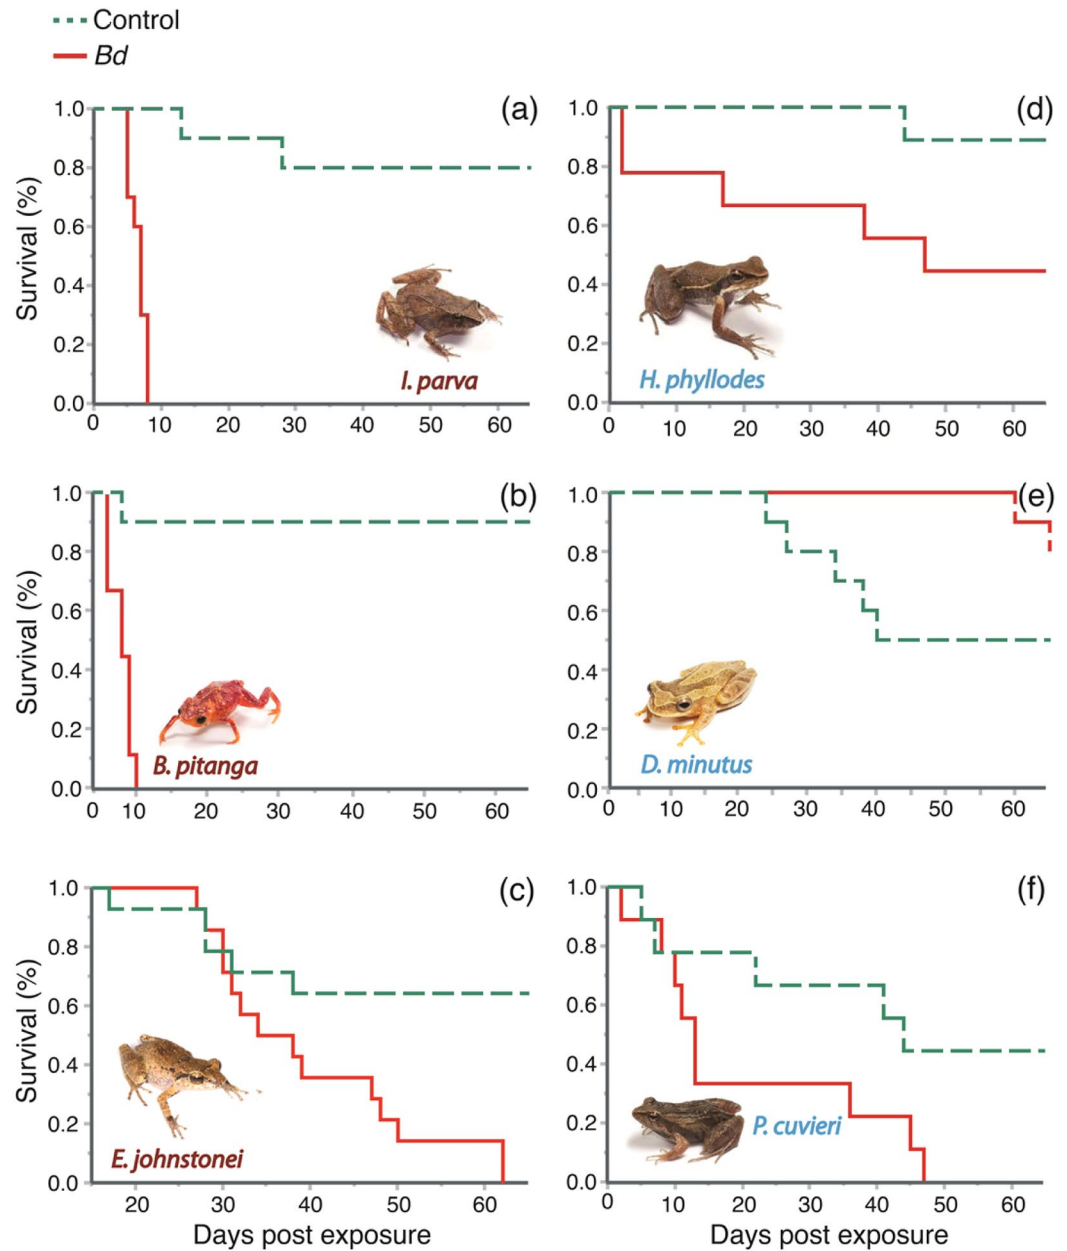 Control
Bd
(a)
Survival (%)
1.0
0.8
0.6
0.4
0.2
0.0
I. parva
0 10 20 30 40 50 60
(d)
1.0
0.8
0.6
0.4
0.2
0.0
H. phyllodes
0 10 20 30 40 50 60
(b)
Survival (%)
1.0
0.8
0.6
0.4
0.2
0.0
B. pitanga
0 10 20 30 40 50 60
(e)
1.0
0.8
0.6
0.4
0.2
0.0
D. minutus
0 10 20 30 40 50 60
(c)
Survival (%)
1.0
0.8
0.6
0.4
0.2
0.0
E. johnstonei
20 30 40 50 60
Days post exposure
(f)
1.0
0.8
0.6
0.4
0.2
0.0
P. cuvieri
0 10 20 30 40 50 60
Days post exposure